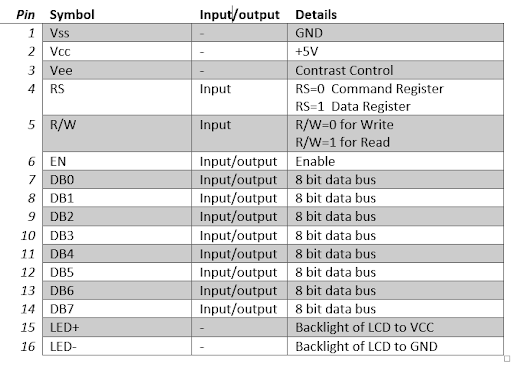 Pin Symbol Input/output Details
1 Vss - GND
2 Vcc - +5V
3 Vee - Contrast Control
4 RS Input RS=0 Command Register
RS=1 Data Register
5 R/W Input R/W=0 for Write
R/W=1 for Read
6 EN Input/output Enable
7 DB0 Input/output 8 bit data bus
8 DB1 Input/output 8 bit data bus
9 DB2 Input/output 8 bit data bus
10 DB3 Input/output 8 bit data bus
11 DB4 Input/output 8 bit data bus
12 DB5 Input/output 8 bit data bus
13 DB6 Input/output 8 bit data bus
14 DB7 Input/output 8 bit data bus
15 LED+ - Backlight of LCD to VCC
16 LED- - Backlight of LCD to GND